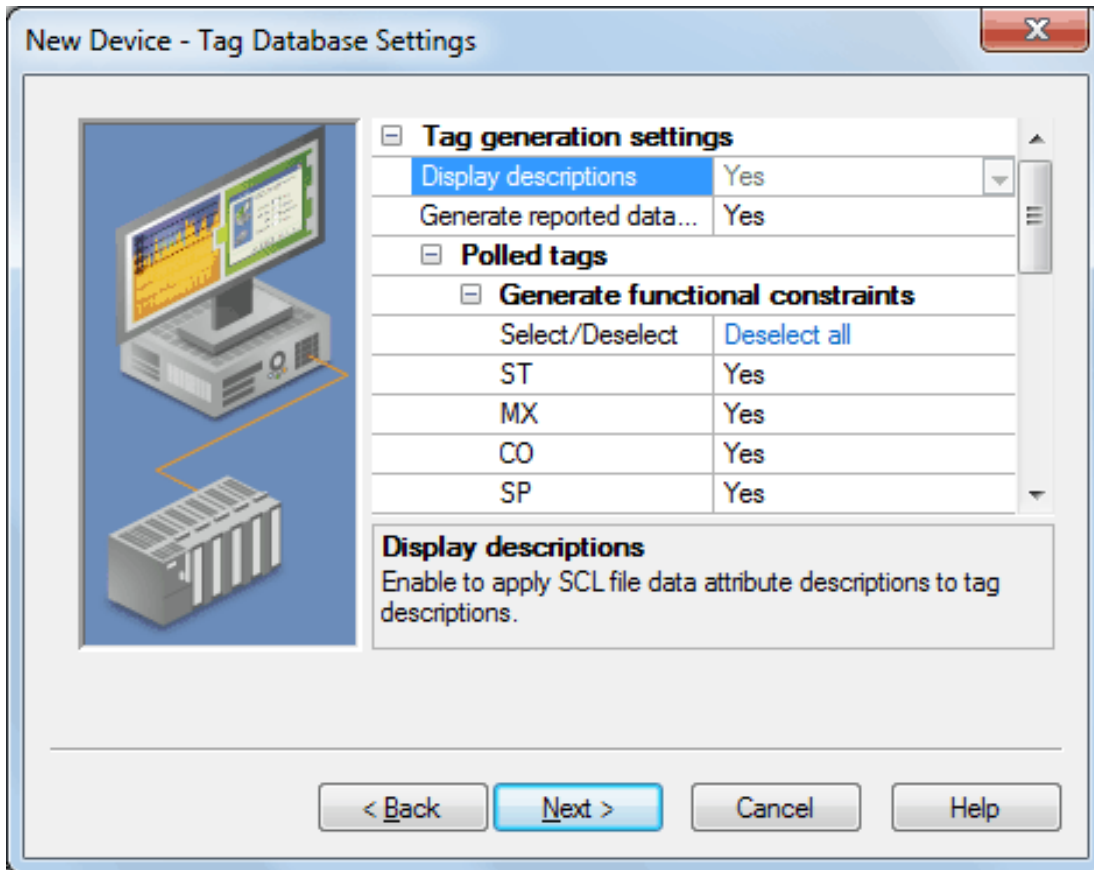 New Device - Tag Database Settings
Tag generation settings
Display descriptions Yes
Generate reported data... Yes
Polled tags
Generate functional constraints
Select/Deselect Deselect all
ST Yes
MX Yes
CO Yes
SP Yes
Display descriptions
Enable to apply SCL file data attribute descriptions to tag
descriptions.
< Back Next > Cancel Help